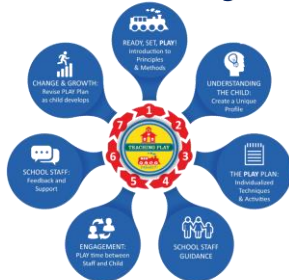 READY, SET, PLAY!
Introduction to
Principles
& Methods
UNDERSTANDING
THE CHILD:
Create a Unique
Profile
THE PLAY PLAN:
Individualized
Techniques
& Activities
SCHOOL STAFF
GUIDANCE
ENGAGEMENT:
PLAY time between
Staff and Child
SCHOOL STAFF:
Feedback and
Support
CHANGE & GROWTH:
Revise PLAY Plan
as child develops
1
2
3
4
5
6
7
TEACHING PLAY